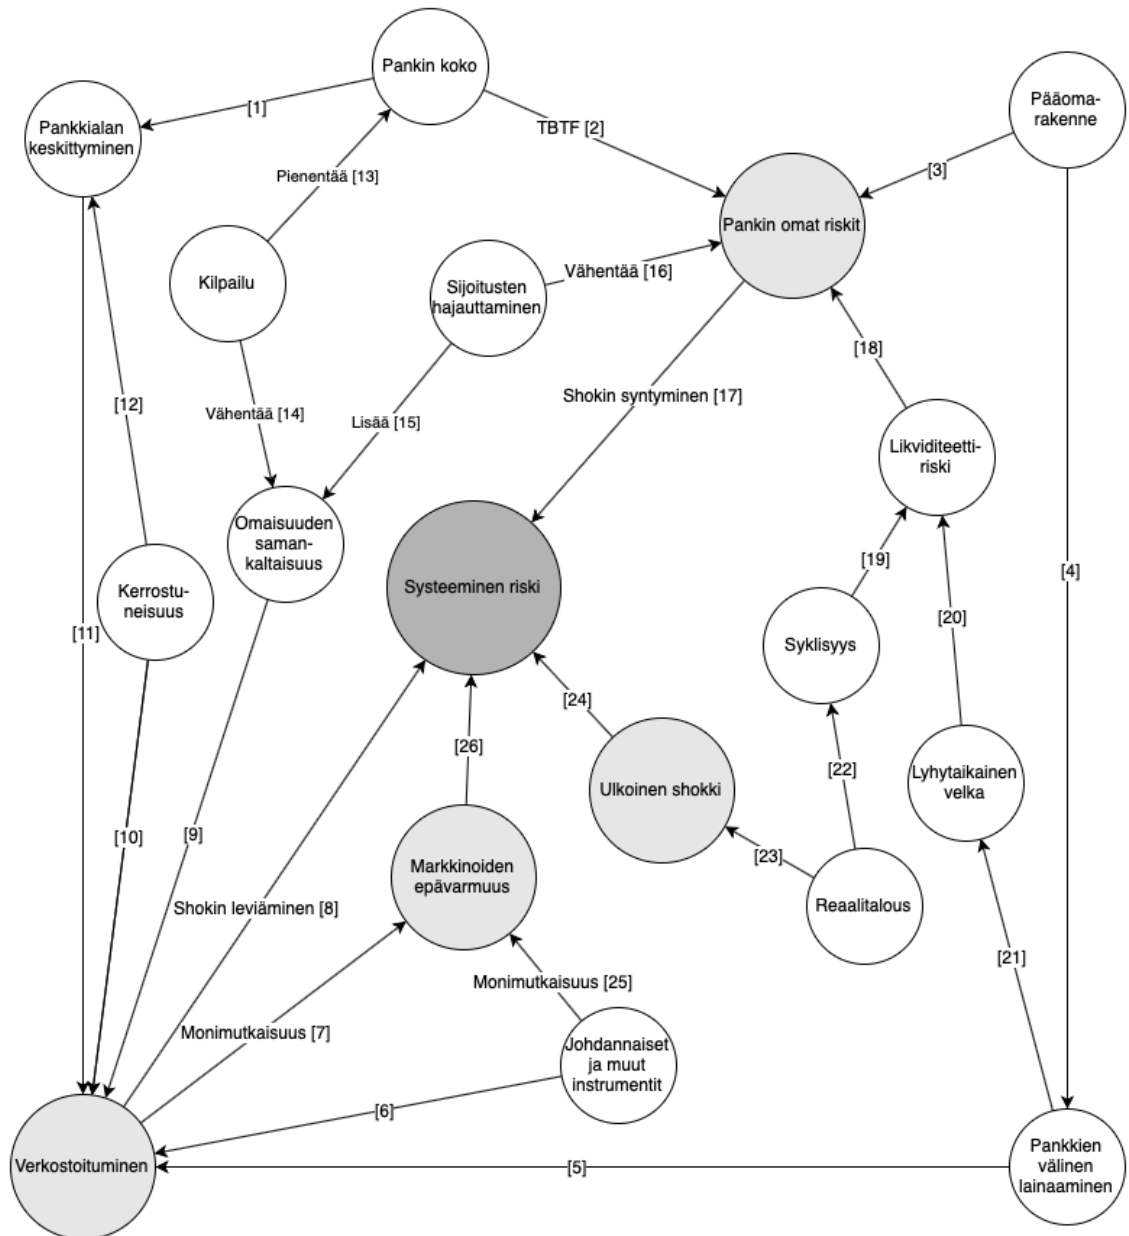 Pankin koko
Pääoma-
rakenne
[1]
Pankkialan
keskittyminen
TBTF [2]
[3]
Pienentää [13]
Pankin omat riskit
Kilpailu
Sijoitusten
hajauttaminen
Vähentää [16]
[18]
Shokin syntyminen [17]
[12]
Vähentää [14]
Lisää [15]
Likviditeetti-
riski
Omaisuuden
saman-
kaltaisuus
[19]
[4]
Systeeminen riski
Kerrostu-
neisuus
[11]
[20]
Syklisyys
[24]
[26]
[22]
Lyhytaikainen
velka
Ulkoinen shokki
[10]
[9]
[23]
Markkinoiden
epävarmuus
Shokin leviäminen [8]
Reaalitalous
[21]
Monimutkaisuus [25]
Monimutkaisuus [7]
Johdannaiset
ja muut
instrumentit
[6]
Verkostoituminen
[5]
Pankkien
välinen
lainaaminen